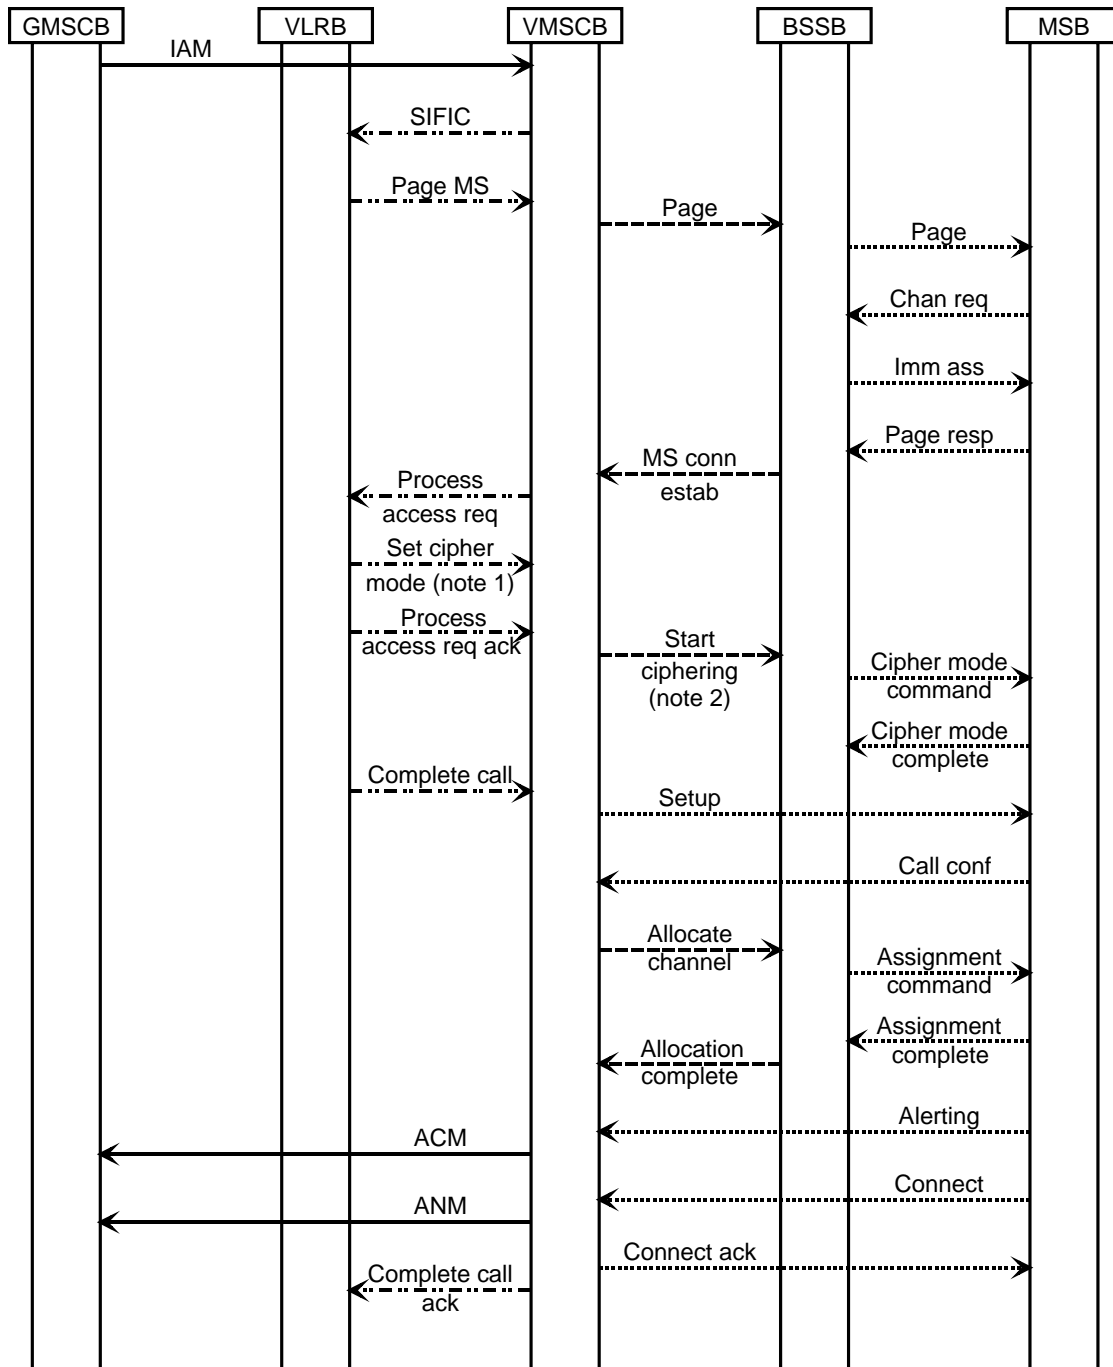 GMSCB VLRB VMSCB BSSB MSB
IAM
SIFIC
Page MS
Page
Page
Chan req
Imm ass
Page resp
MS conn
estab
Process
access req
Set cipher
mode (note 1)
Process
access req ack
Start
ciphering
(note 2)
Cipher mode
command
Cipher mode
complete
Complete call
Setup
Call conf
Allocate
channel
Assignment
command
Assignment
complete
Allocation
complete
Alerting
ACM
Connect
ANM
Connect ack
Complete call
ack